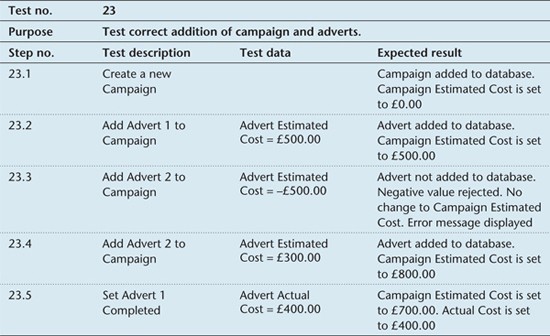 Test no. 23
Purpose Test correct addition of campaign and adverts.
Step no. Test description Test data Expected result
23.1 Create a new Campaign added to database.
Campaign Campaign Estimated Cost is set
to £0.00
23.2 Add Advert 1 to Advert Estimated Advert added to database.
Campaign Cost = £500.00 Campaign Estimated Cost is set
to £500.00
23.3 Add Advert 2 to Advert Estimated Advert not added to database.
Campaign Cost = –£500.00 Negative value rejected. No
change to Campaign Estimated
Cost. Error message displayed
23.4 Add Advert 2 to Advert Estimated Advert added to database.
Campaign Cost = £300.00 Campaign Estimated Cost is set
to £800.00
23.5 Set Advert 1 Advert Actual Campaign Estimated Cost is set
Completed Cost = £400.00 to £700.00. Actual Cost is set
to £400.00